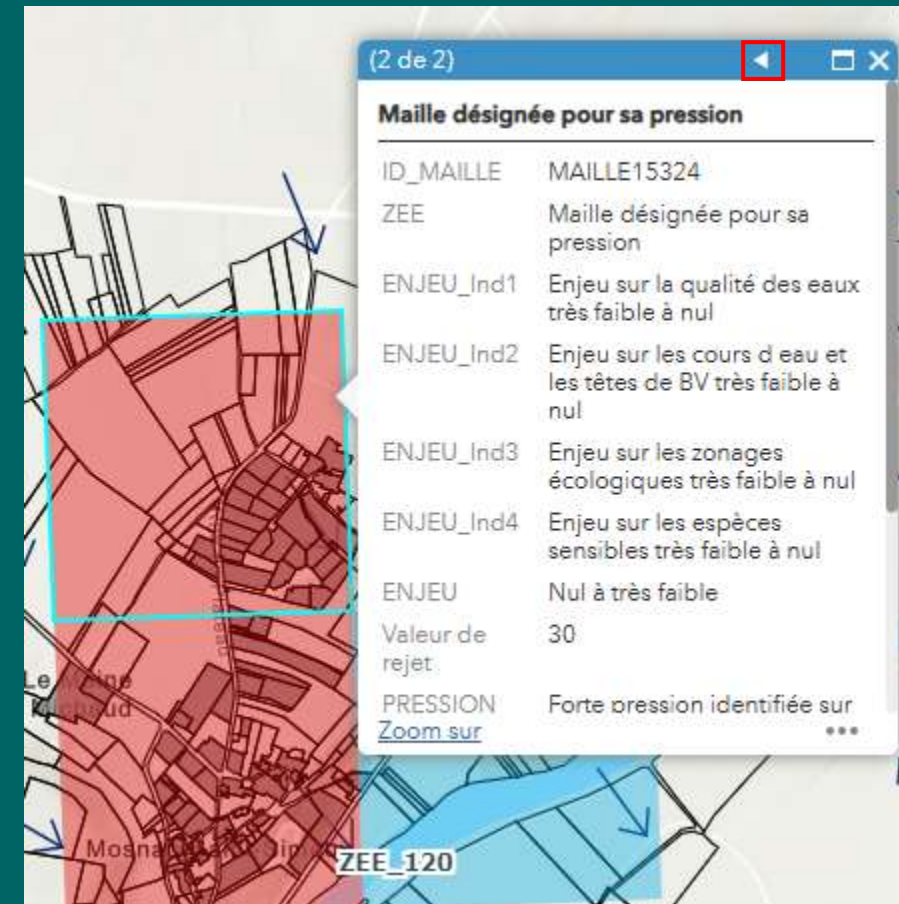 (2 de 2)
Maille désignée pour sa pression
ID_MAILLE MAILLE15324
ZEE Maille désignée pour sa
pression
ENJEU_Ind1 Enjeu sur la qualité des eaux
très faible à nul
ENJEU_Ind2 Enjeu sur les cours d eau et
les têtes de BV très faible à
nul
ENJEU_Ind3 Enjeu sur les zonages
écologiques très faible à nul
ENJEU_Ind4 Enjeu sur les espèces
sensibles très faible à nul
ENJEU Nul à très faible
Valeur de 30
rejet
PRESSION Forte pression identifiée sur
Zoom sur
Le Maine
ZEE_120